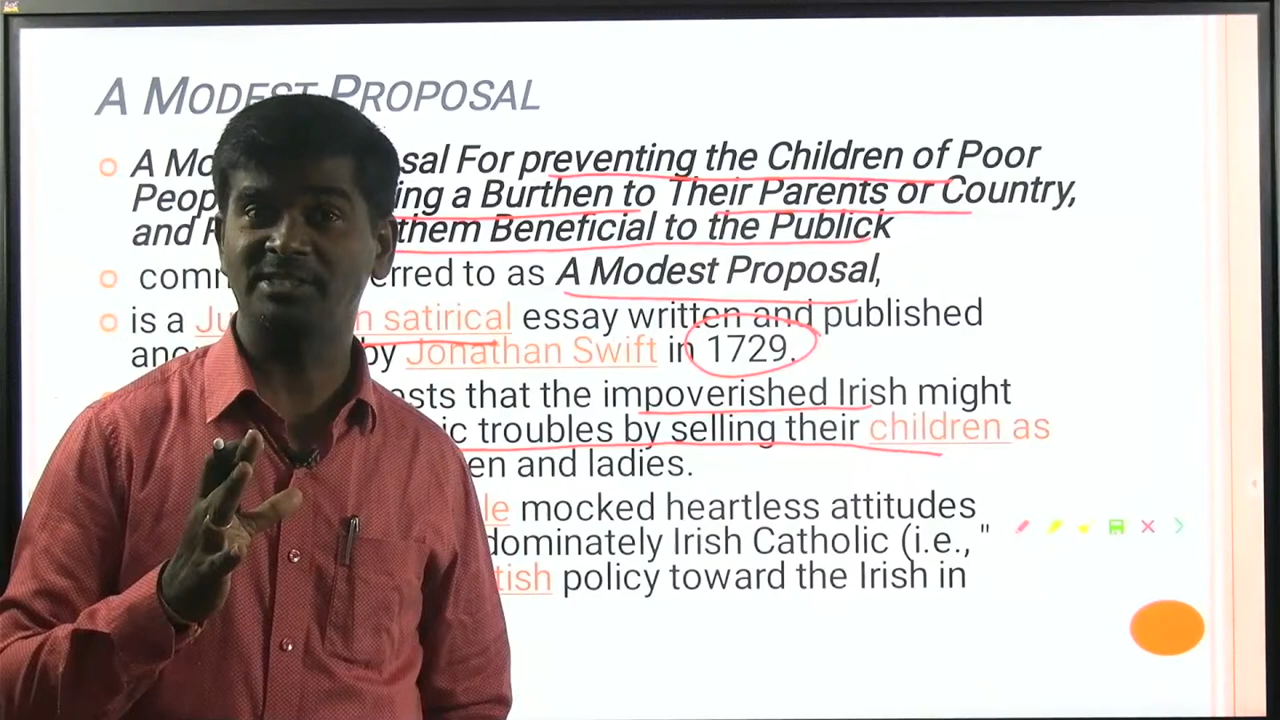 A MODEST PROPOSAL
A Mo sal For preventing the Children of Poor
Peop ing a Burthen to Their Parents or Country,
and them Beneficial to the Publick
comm rred to as A Modest Proposal,
is a Ju n satirical essay written and published
ano by Jonathan Swift in 1729.
ests that the impoverished Irish might
ic troubles by selling their children as
en and ladies.
le mocked heartless attitudes
dominately Irish Catholic (i.e., "
tish policy toward the Irish in